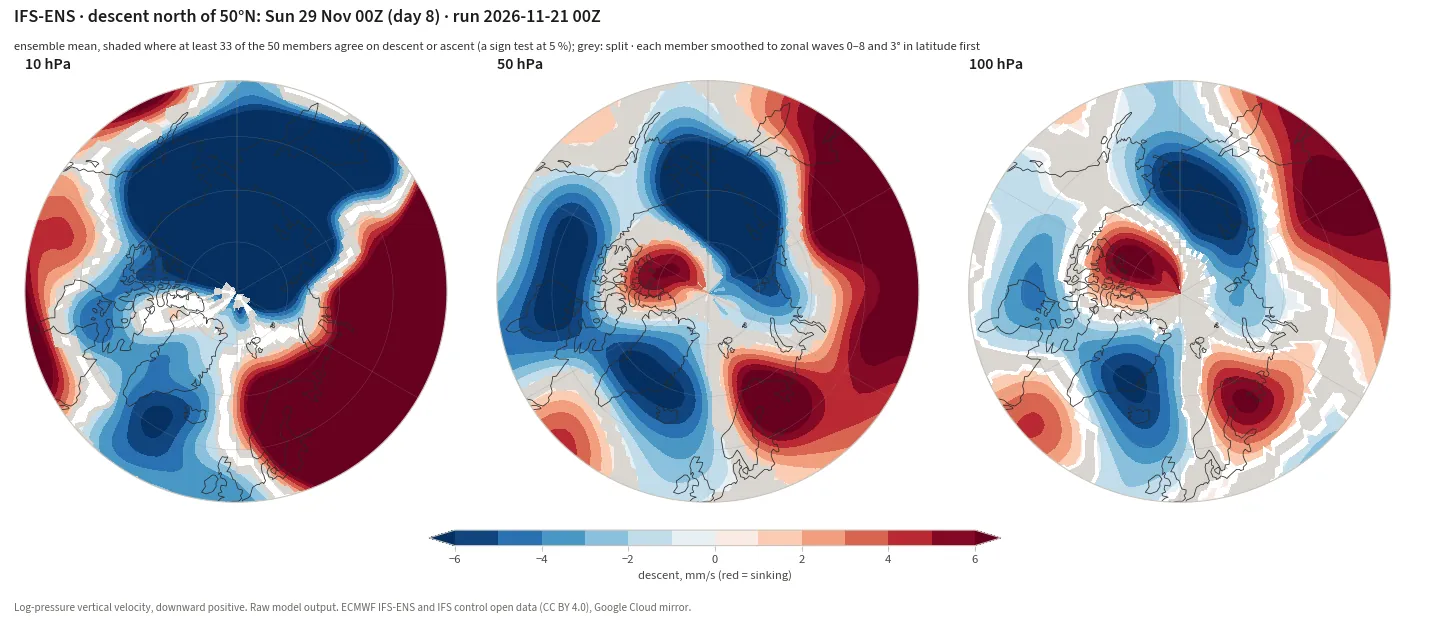 IFS-ENS · descent north of 50°N: Sun 29 Nov 00Z (day 8) · run 2026-11-21 00Z
ensemble mean, shaded where at least 33 of the 50 members agree on descent or ascent (a sign test at 5 %); grey: split · each member smoothed to zonal waves 0–8 and 3° in latitude first
10 hPa
50 hPa
100 hPa
−6 −4 −2 0 2 4 6
descent, mm/s (red = sinking)
Log-pressure vertical velocity, downward positive. Raw model output. ECMWF IFS-ENS and IFS control open data (CC BY 4.0), Google Cloud mirror.